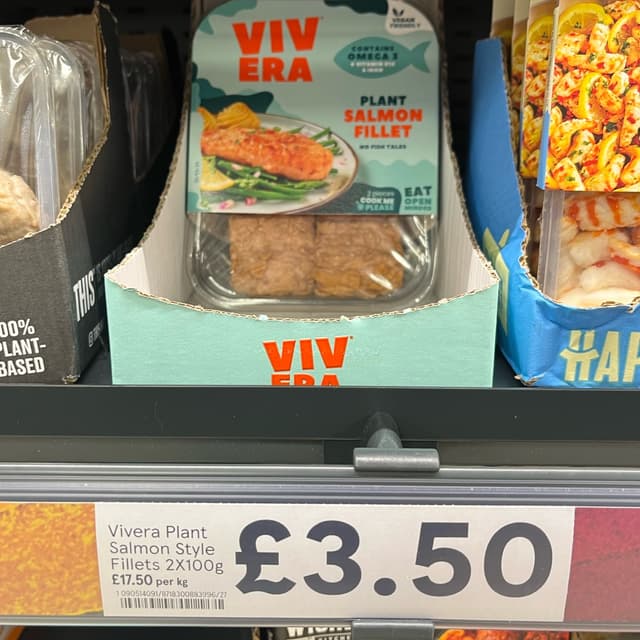 VIV
ERA
VEGAN
FRIENDLY
CONTAINS
OMEGA 3
PLANT
SALMON
FILLET
NO FISH TALES
2 pieces
COOK ME
PLEASE
EAT
OPEN
MINDED
THIS
00%
PLANT-
BASED
VIV
ERA
HAP
Vivera Plant
Salmon Style
Fillets 2X100g
£17.50 per kg
£3.50